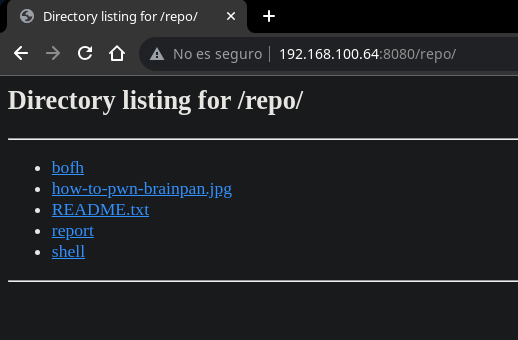 Directory listing for /repo/
No es seguro 192.168.100.64:8080/repo/
Directory listing for /repo/
bofh
how-to-pwn-brainpan.jpg
README.txt
report
shell